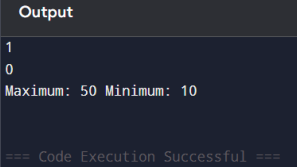 Output
1
0
Maximum: 50 Minimum: 10
=== Code Execution Successful ===